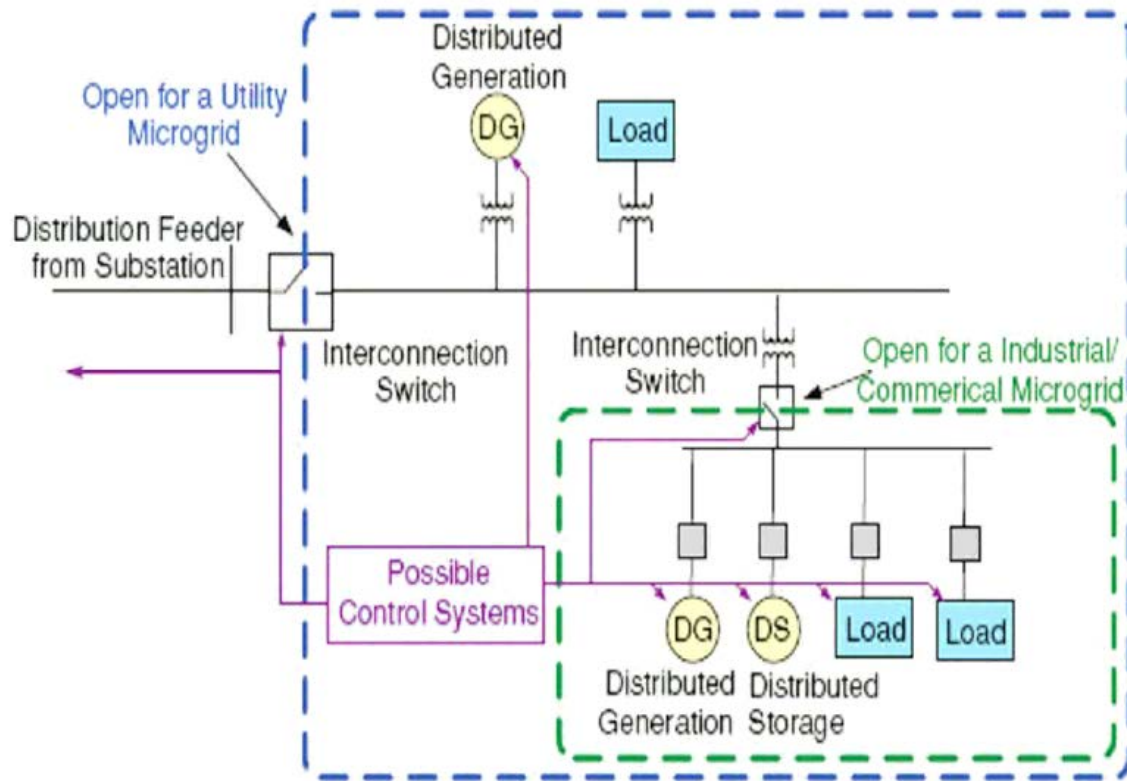 Distributed
Generation
Open for a Utility
Microgrid
DG
Load
Distribution Feeder
from Substation
Interconnection
Switch
Interconnection
Switch
Open for a Industrial/
Commerical Microgrid
Possible
Control Systems
DG
DS
Load
Load
Distributed
Generation
Distributed
Storage